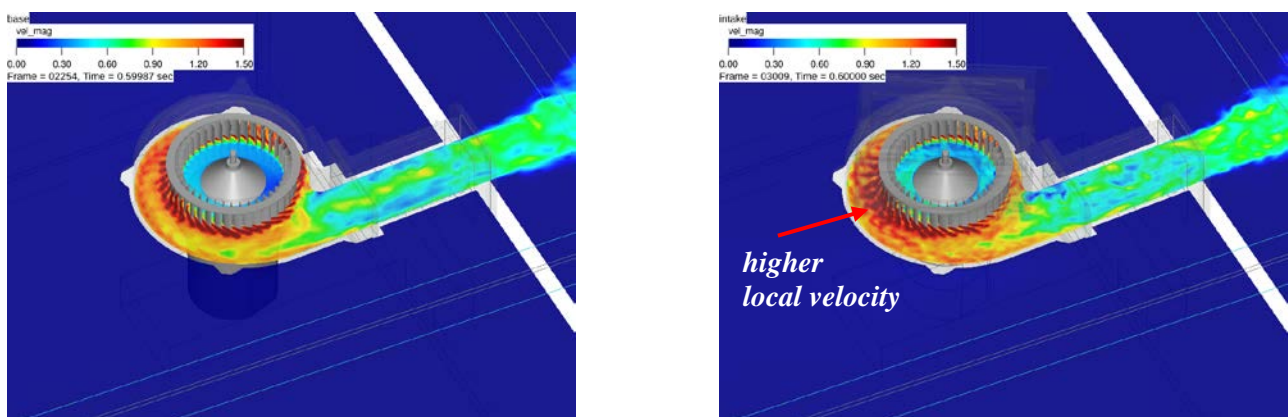 base
vel_mag
0.00 0.30 0.60 0.90 1.20 1.50
Frame = 02254, Time = 0.59987 sec
intake
vel_mag
0.00 0.30 0.60 0.90 1.20 1.50
Frame = 03009, Time = 0.60000 sec
higher
local velocity